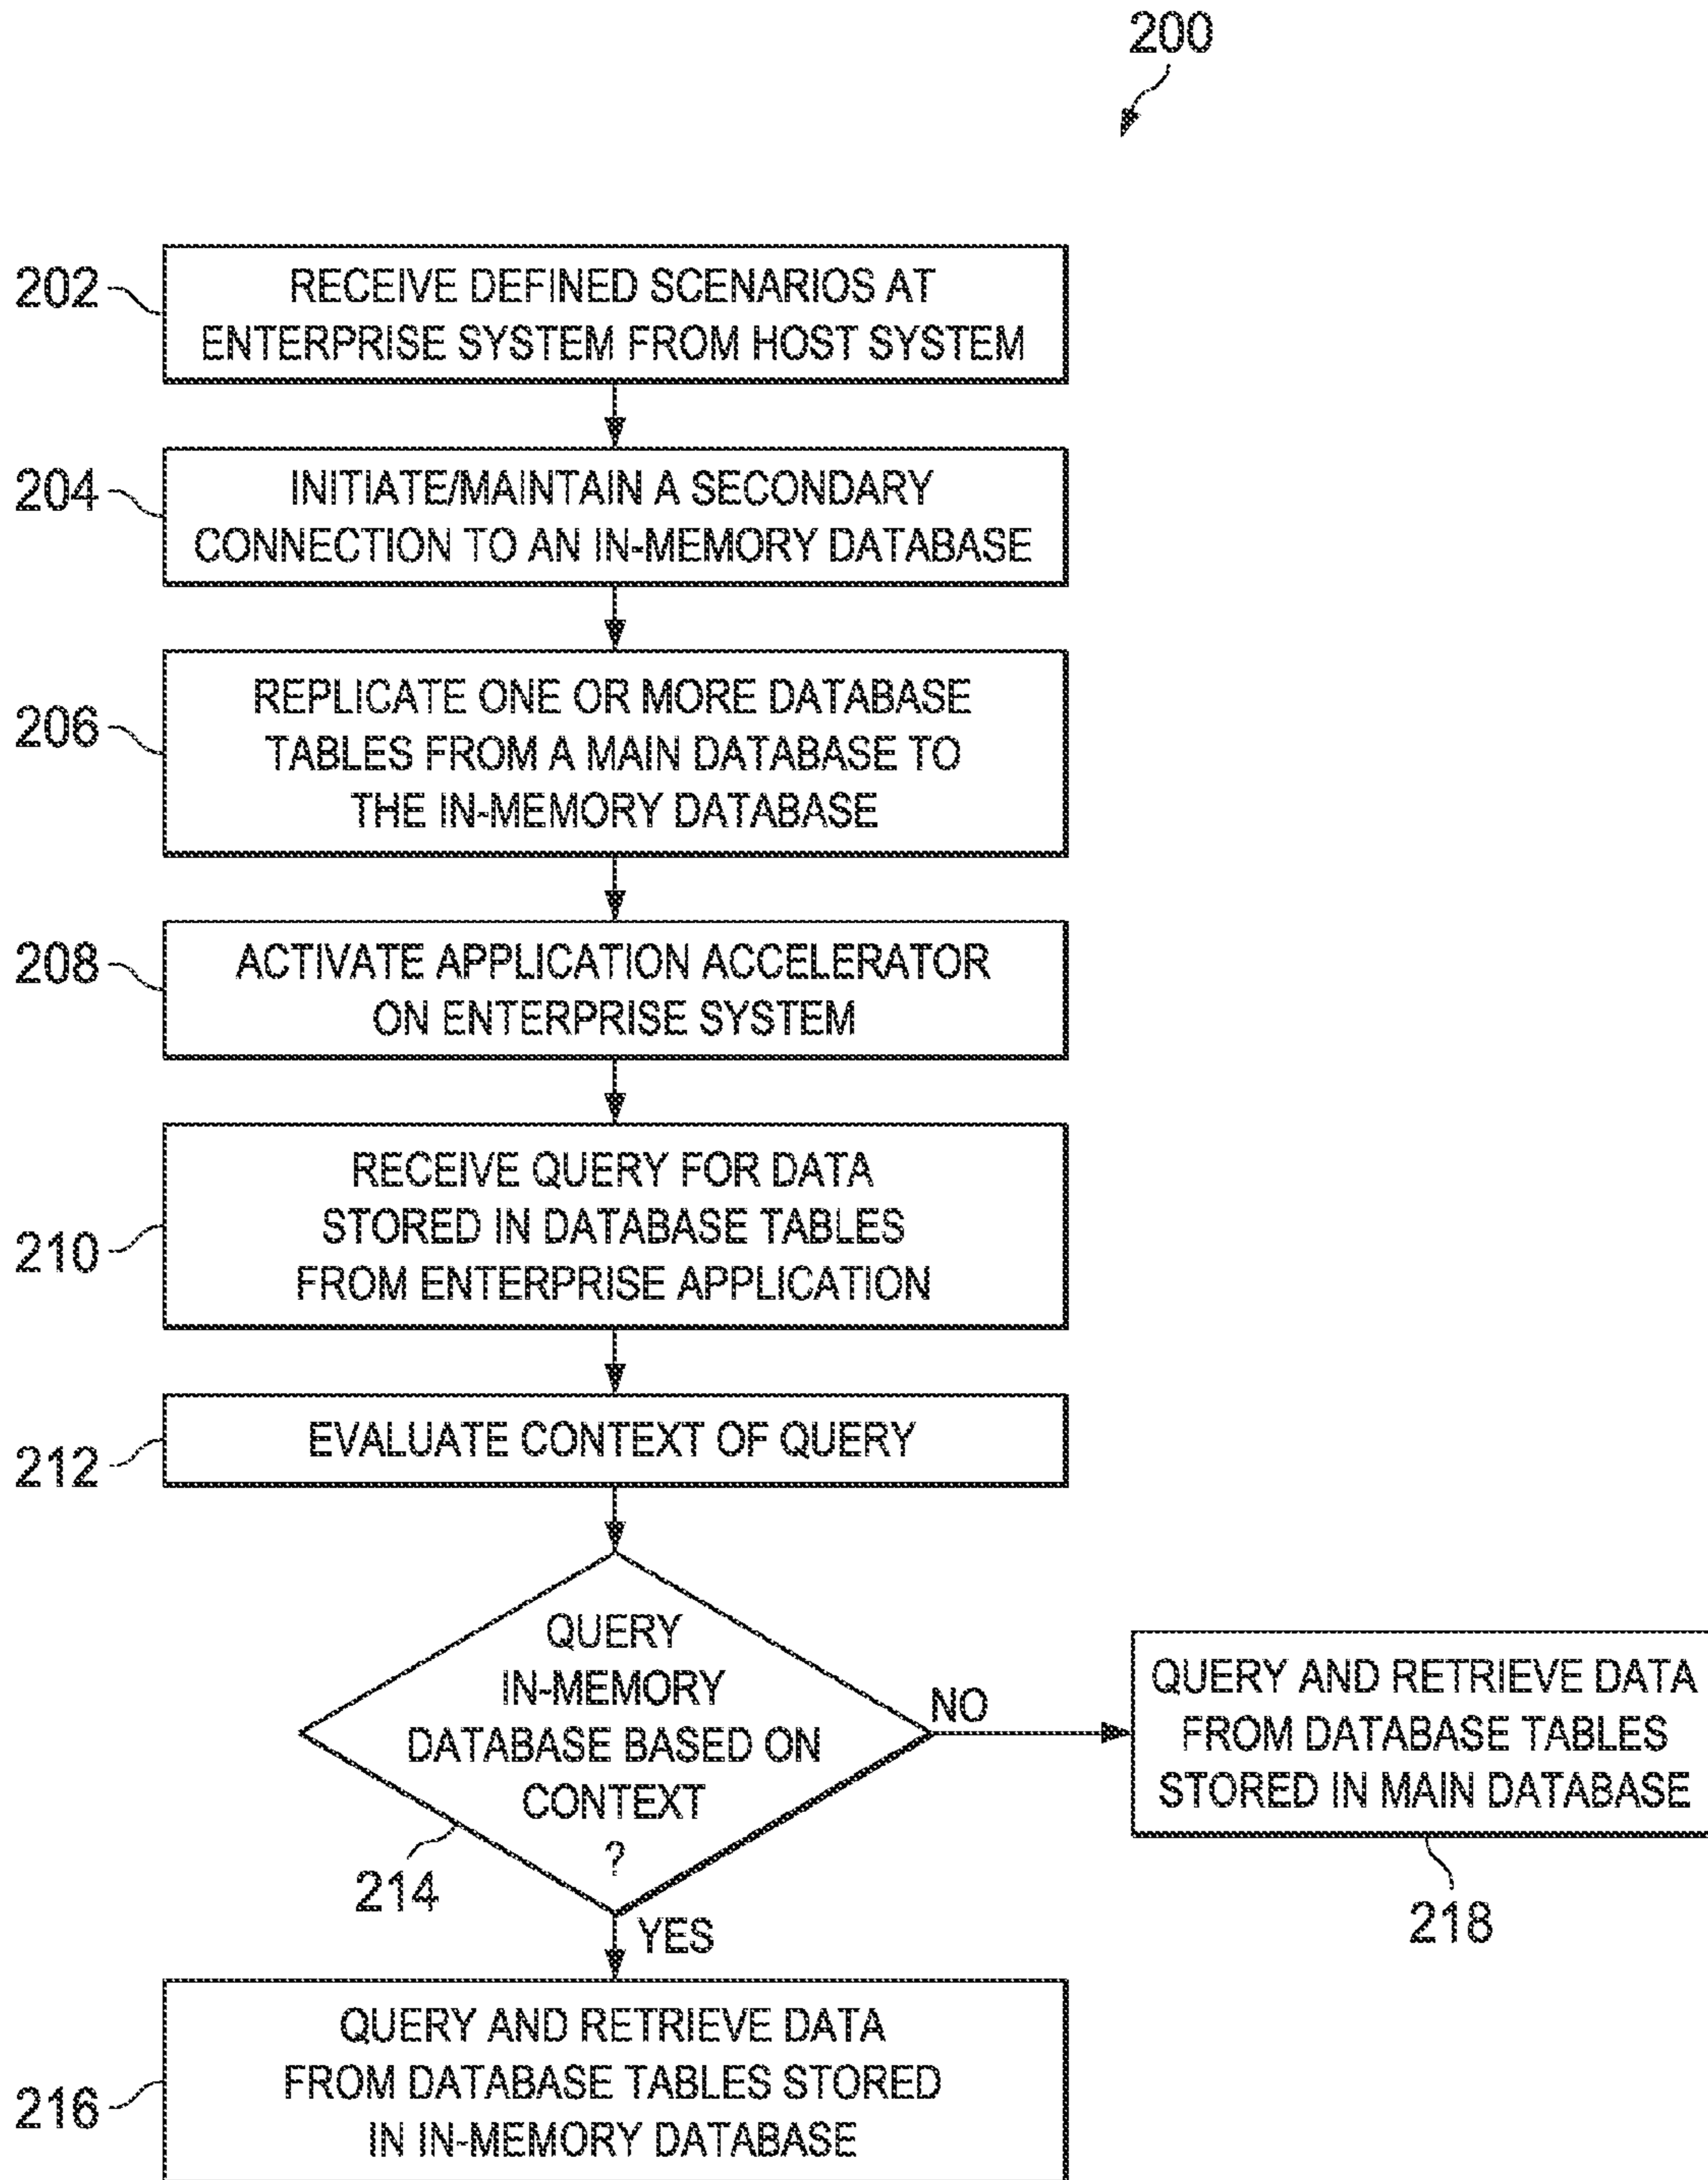 200
202
RECEIVE DEFINED SCENARIOS AT
ENTERPRISE SYSTEM FROM HOST SYSTEM
204
INITIATE/MAINTAIN A SECONDARY
CONNECTION TO AN IN-MEMORY DATABASE
206
REPLICATE ONE OR MORE DATABASE
TABLES FROM A MAIN DATABASE TO
THE IN-MEMORY DATABASE
208
ACTIVATE APPLICATION ACCELERATOR
ON ENTERPRISE SYSTEM
210
RECEIVE QUERY FOR DATA
STORED IN DATABASE TABLES
FROM ENTERPRISE APPLICATION
212
EVALUATE CONTEXT OF QUERY
QUERY
IN-MEMORY
DATABASE BASED ON
CONTEXT
?
214
NO
QUERY AND RETRIEVE DATA
FROM DATABASE TABLES
STORED IN MAIN DATABASE
218
YES
216
QUERY AND RETRIEVE DATA
FROM DATABASE TABLES STORED
IN IN-MEMORY DATABASE